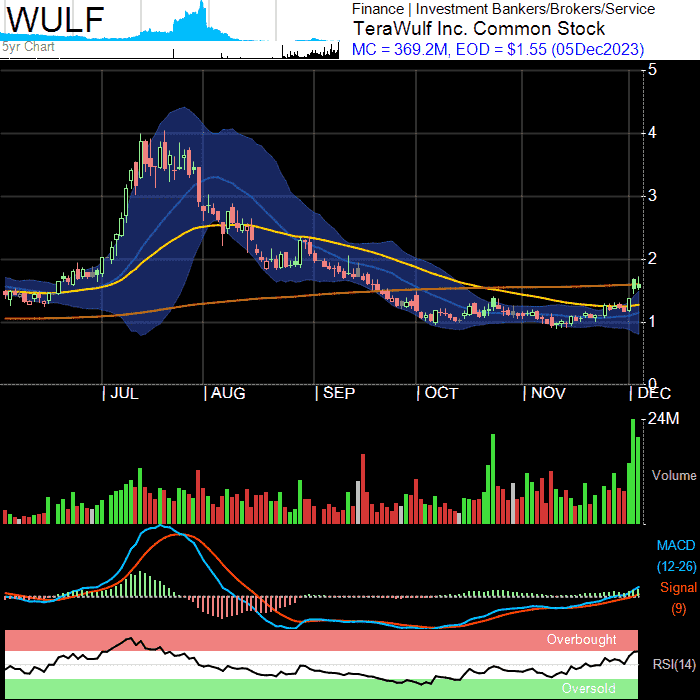 WULF
5yr Chart
Finance | Investment Bankers/Brokers/Service
TeraWulf Inc. Common Stock
MC = 369.2M, EOD = $1.55 (05Dec2023)
5
4
3
2
1
0
| JUL | AUG | SEP | OCT | NOV | DEC
24M
Volume
MACD
(12-26)
Signal
(9)
Overbought
RSI(14)
Oversold